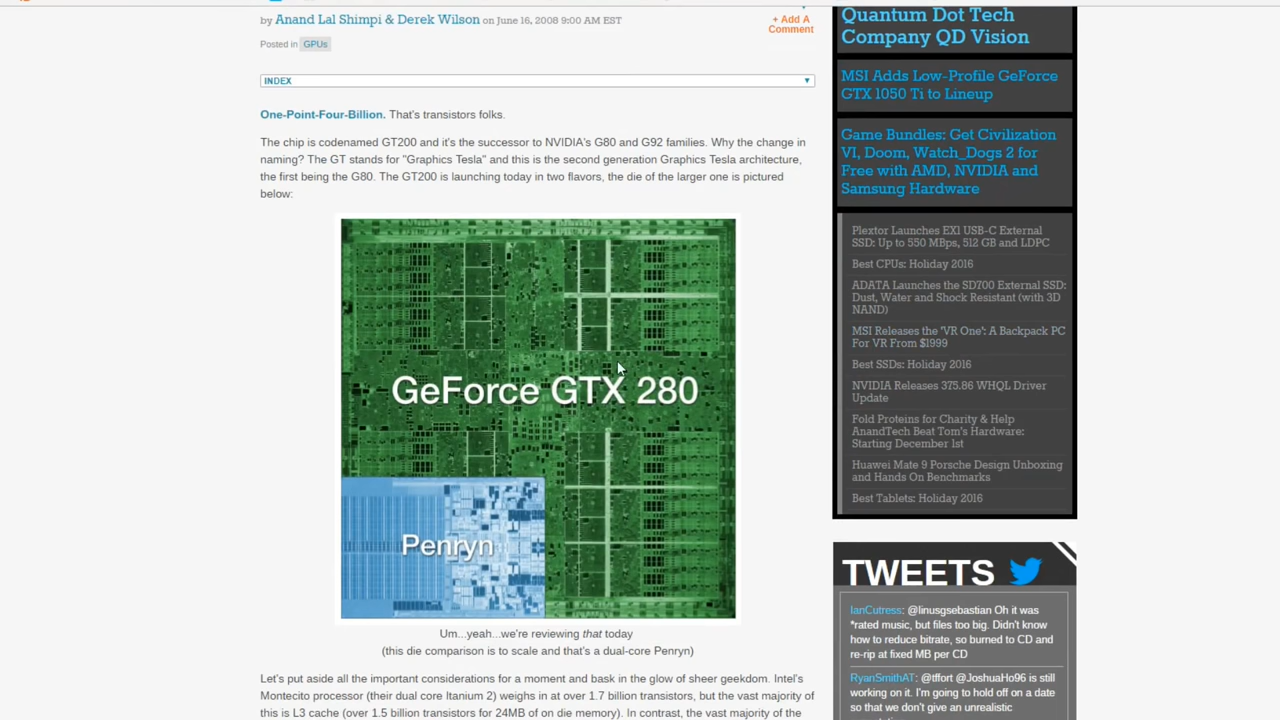 by Anand Lal Shimpi & Derek Wilson on June 16, 2008 9:00 AM EST
+ Add A
Comment
Posted in GPUs
INDEX
One-Point-Four-Billion. That's transistors folks.
The chip is codenamed GT200 and it's the successor to NVIDIA's G80 and G92 families. Why the change in
naming? The GT stands for "Graphics Tesla" and this is the second generation Graphics Tesla architecture,
the first being the G80. The GT200 is launching today in two flavors, the die of the larger one is pictured
below:
GeForce GTX 280
Penryn
Um...yeah...we're reviewing that today
(this die comparison is to scale and that's a dual-core Penryn)
Let's put aside all the important considerations for a moment and bask in the glow of sheer geekdom. Intel's
Montecito processor (their dual core Itanium 2) weighs in at over 1.7 billion transistors, but the vast majority of
this is L3 cache (over 1.5 billion transistors for 24MB of on die memory). In contrast, the vast majority of the
Quantum Dot Tech
Company QD Vision
MSI Adds Low-Profile GeForce
GTX 1050 Ti to Lineup
Game Bundles: Get Civilization
VI, Doom, Watch_Dogs 2 for
Free with AMD, NVIDIA and
Samsung Hardware
Plextor Launches EX1 USB-C External
SSD: Up to 550 MBps, 512 GB and LDPC
Best CPUs: Holiday 2016
ADATA Launches the SD700 External SSD:
Dust, Water and Shock Resistant (with 3D
NAND)
MSI Releases the 'VR One': A Backpack PC
For VR From $1999
Best SSDs: Holiday 2016
NVIDIA Releases 375.86 WHQL Driver
Update
Fold Proteins for Charity & Help
AnandTech Beat Tom's Hardware:
Starting December 1st
Huawei Mate 9 Porsche Design Unboxing
and Hands On Benchmarks
Best Tablets: Holiday 2016
TWEETS
IanCutress: @linusgsebastian Oh it was
*rated music, but files too big. Didn't know
how to reduce bitrate, so burned to CD and
re-rip at fixed MB per CD
RyanSmithAT: @tffort @JoshuaHo96 is still
working on it. I'm going to hold off on a date
so that we don't give an unrealistic